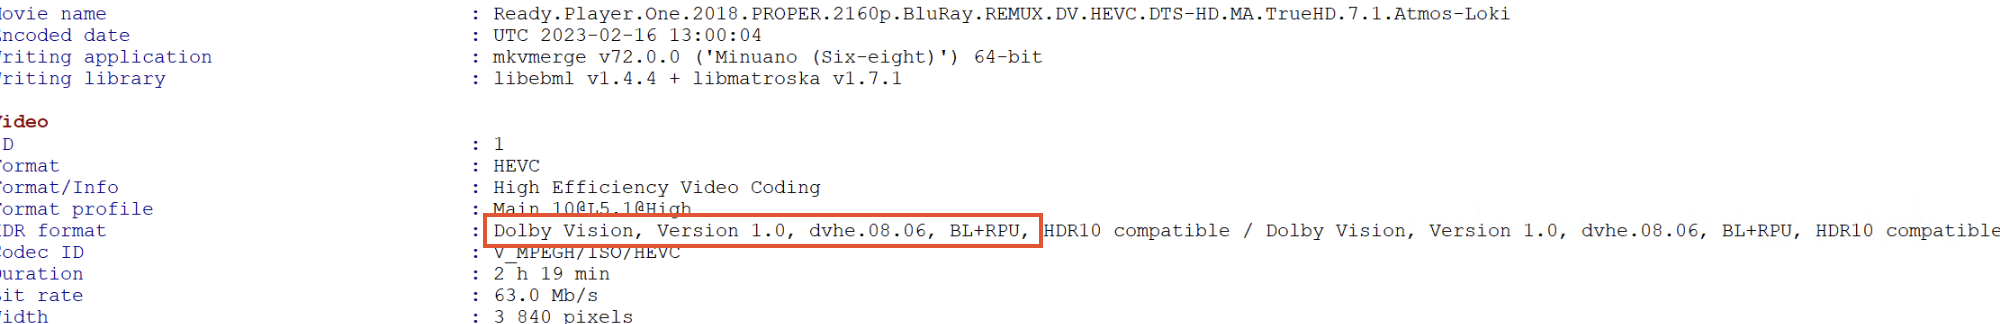 ovie name : Ready.Player.One.2018.PROPER.2160p.BluRay.REMUX.DV.HEVC.DTS-HD.MA.TrueHD.7.1.Atmos-Loki
ncoded date : UTC 2023-02-16 13:00:04
riting application : mkvmerge v72.0.0 ('Minuano (Six-eight)') 64-bit
riting library : libebml v1.4.4 + libmatroska v1.7.1
ideo
D : 1
ormat : HEVC
ormat/Info : High Efficiency Video Coding
ormat profile : Main 10@L5.1@High
DR format : Dolby Vision, Version 1.0, dvhe.08.06, BL+RPU, HDR10 compatible / Dolby Vision, Version 1.0, dvhe.08.06, BL+RPU, HDR10 compatible
odec ID : V_MPEGH/ISO/HEVC
uration : 2 h 19 min
it rate : 63.0 Mb/s
idth : 3 840 pixels